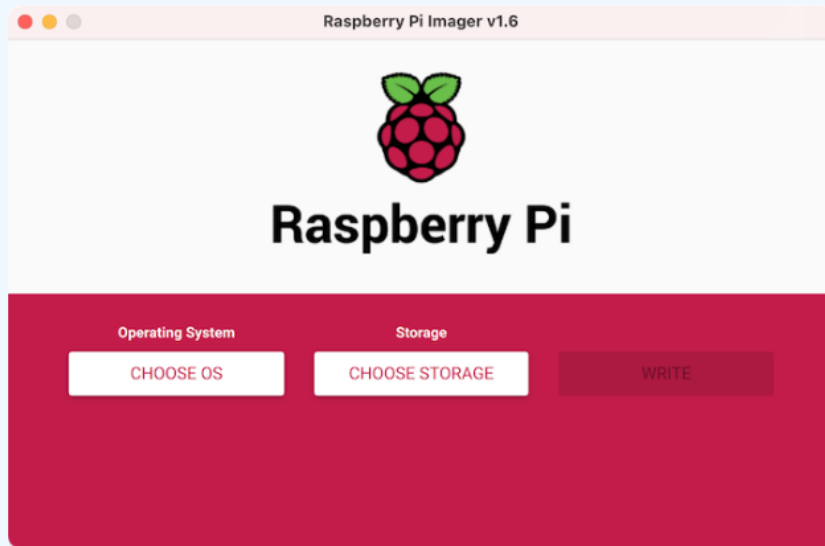 Raspberry Pi Imager v1.6
Raspberry Pi
Operating System
Storage
CHOOSE OS
CHOOSE STORAGE
WRITE